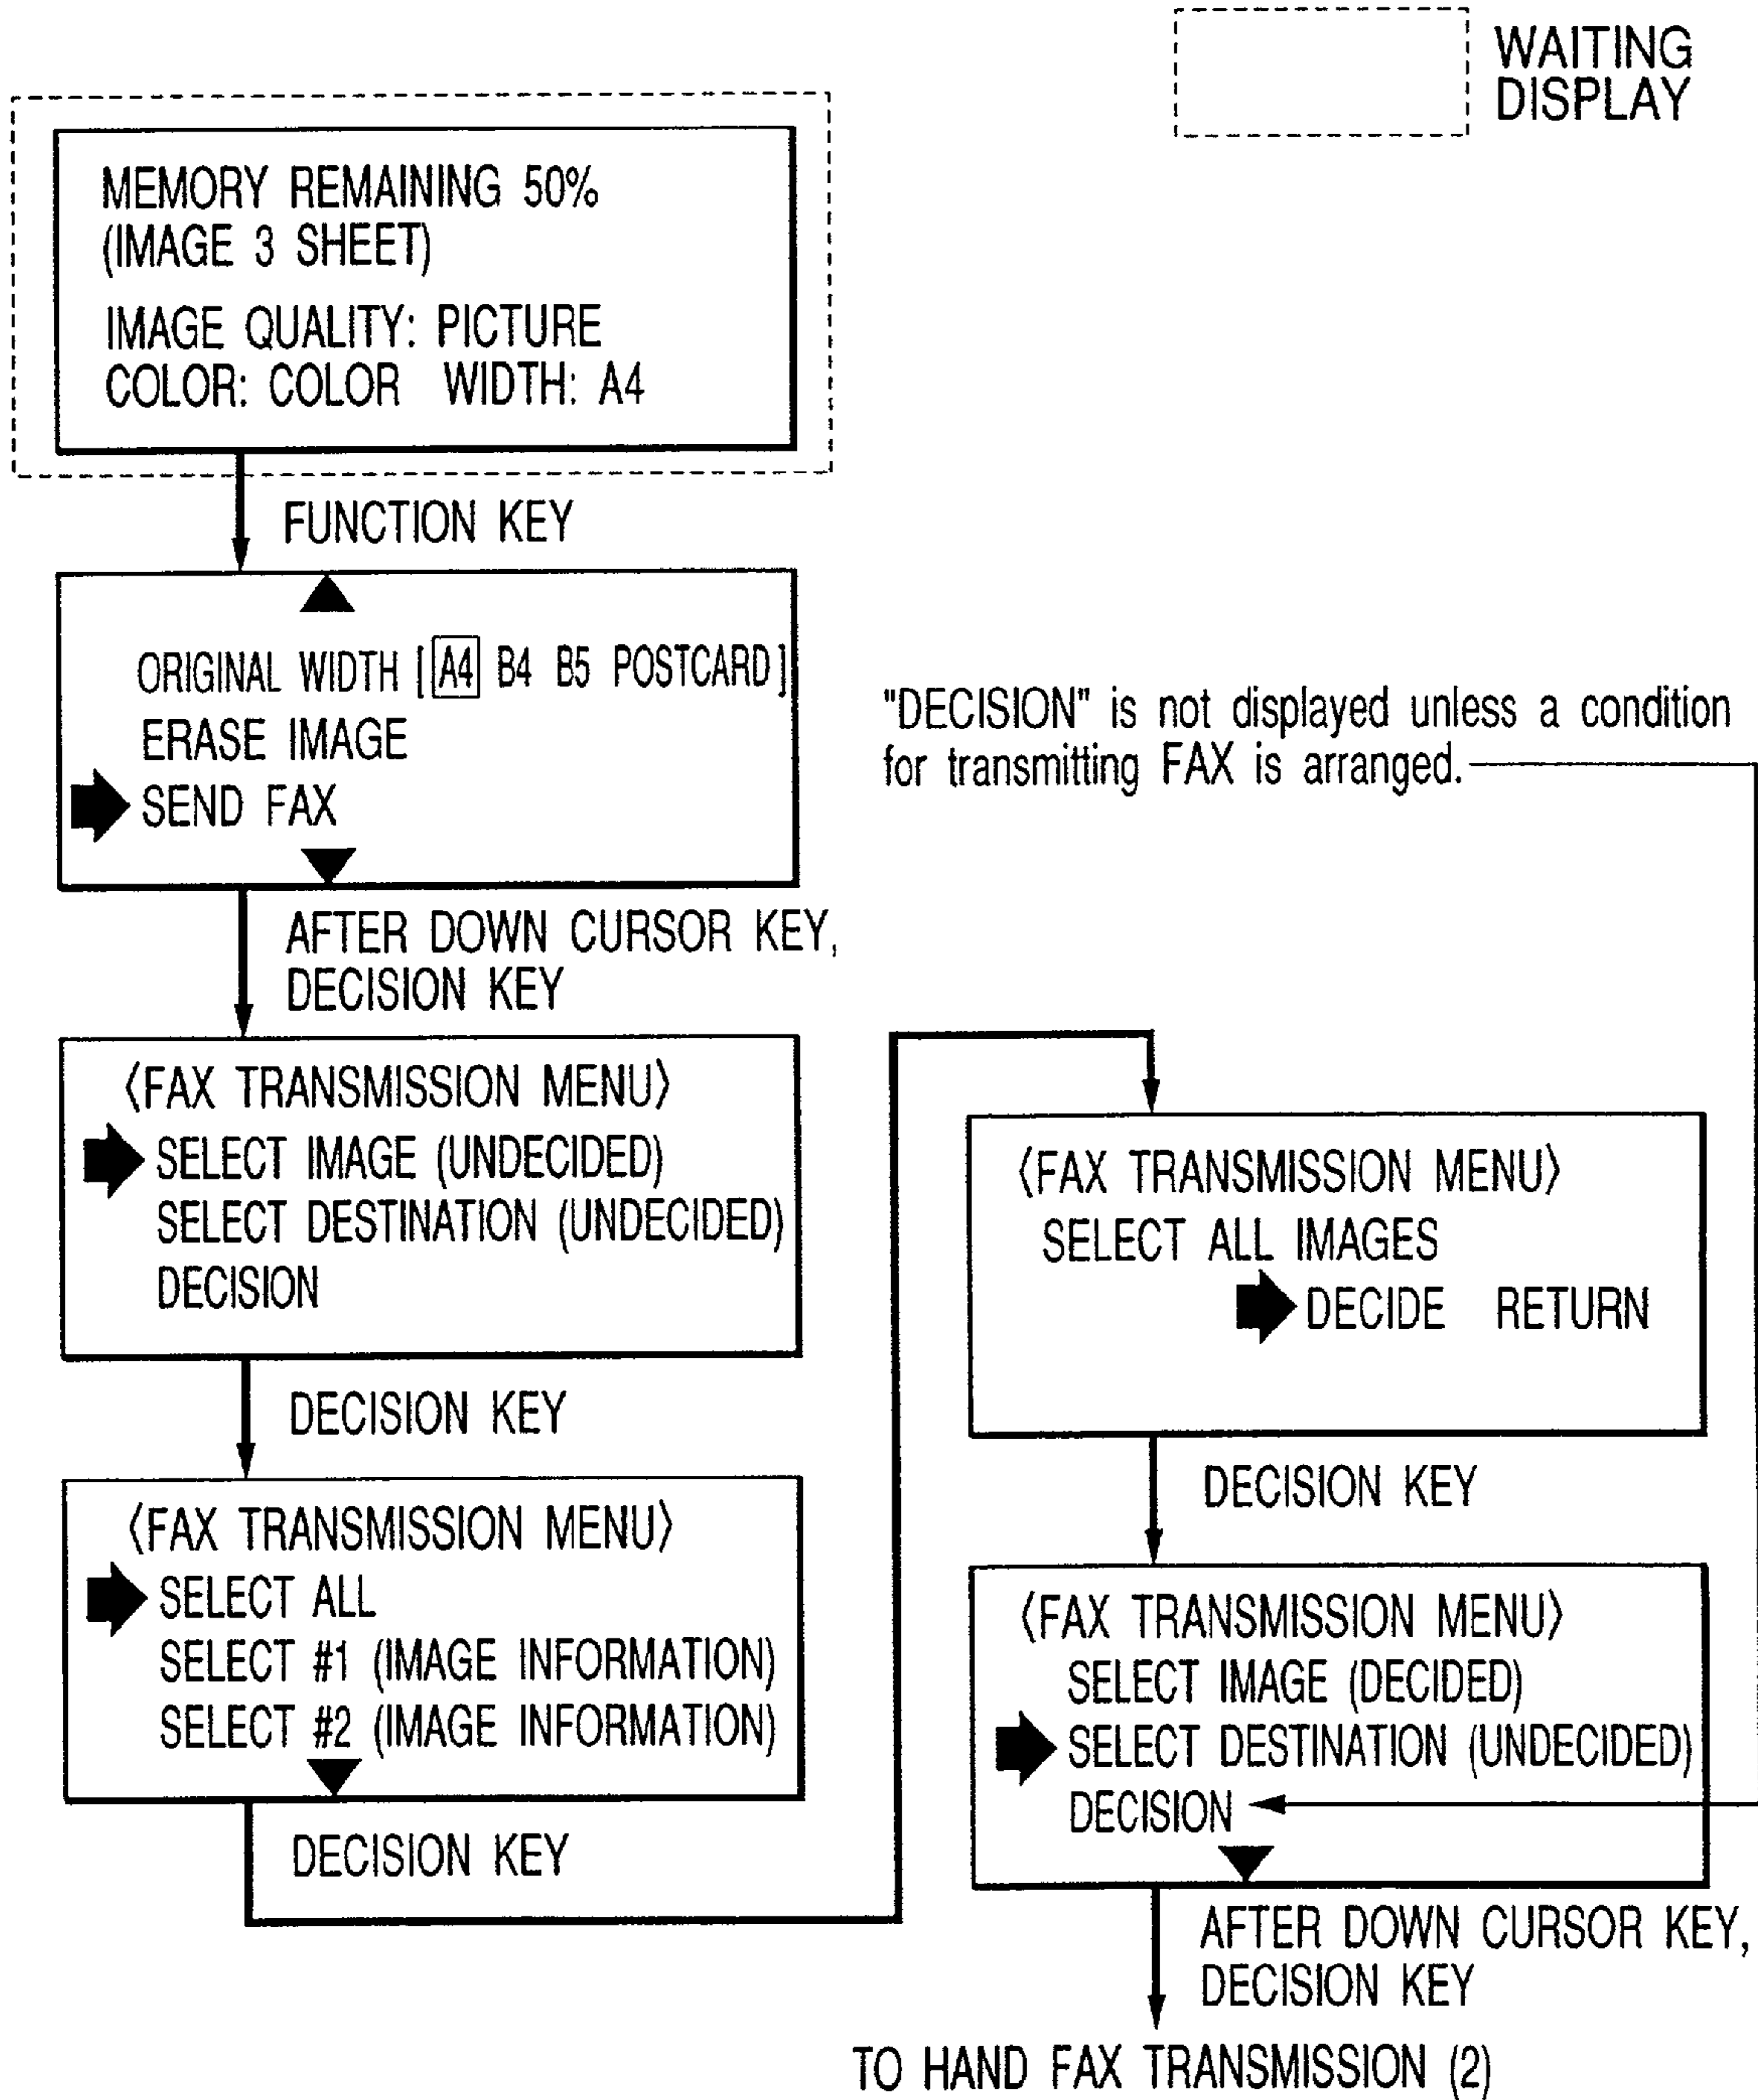 WAITING
DISPLAY
MEMORY REMAINING 50%
(IMAGE 3 SHEET)
IMAGE QUALITY: PICTURE
COLOR: COLOR WIDTH: A4
FUNCTION KEY
ORIGINAL WIDTH [A4 B4 B5 POSTCARD]
ERASE IMAGE
SEND FAX
AFTER DOWN CURSOR KEY,
DECISION KEY
〈FAX TRANSMISSION MENU〉
SELECT IMAGE (UNDECIDED)
SELECT DESTINATION (UNDECIDED)
DECISION
DECISION KEY
〈FAX TRANSMISSION MENU〉
SELECT ALL
SELECT #1 (IMAGE INFORMATION)
SELECT #2 (IMAGE INFORMATION)
DECISION KEY
"DECISION" is not displayed unless a condition
for transmitting FAX is arranged.
〈FAX TRANSMISSION MENU〉
SELECT ALL IMAGES
DECIDE RETURN
DECISION KEY
〈FAX TRANSMISSION MENU〉
SELECT IMAGE (DECIDED)
SELECT DESTINATION (UNDECIDED)
DECISION
AFTER DOWN CURSOR KEY,
DECISION KEY
TO HAND FAX TRANSMISSION (2)